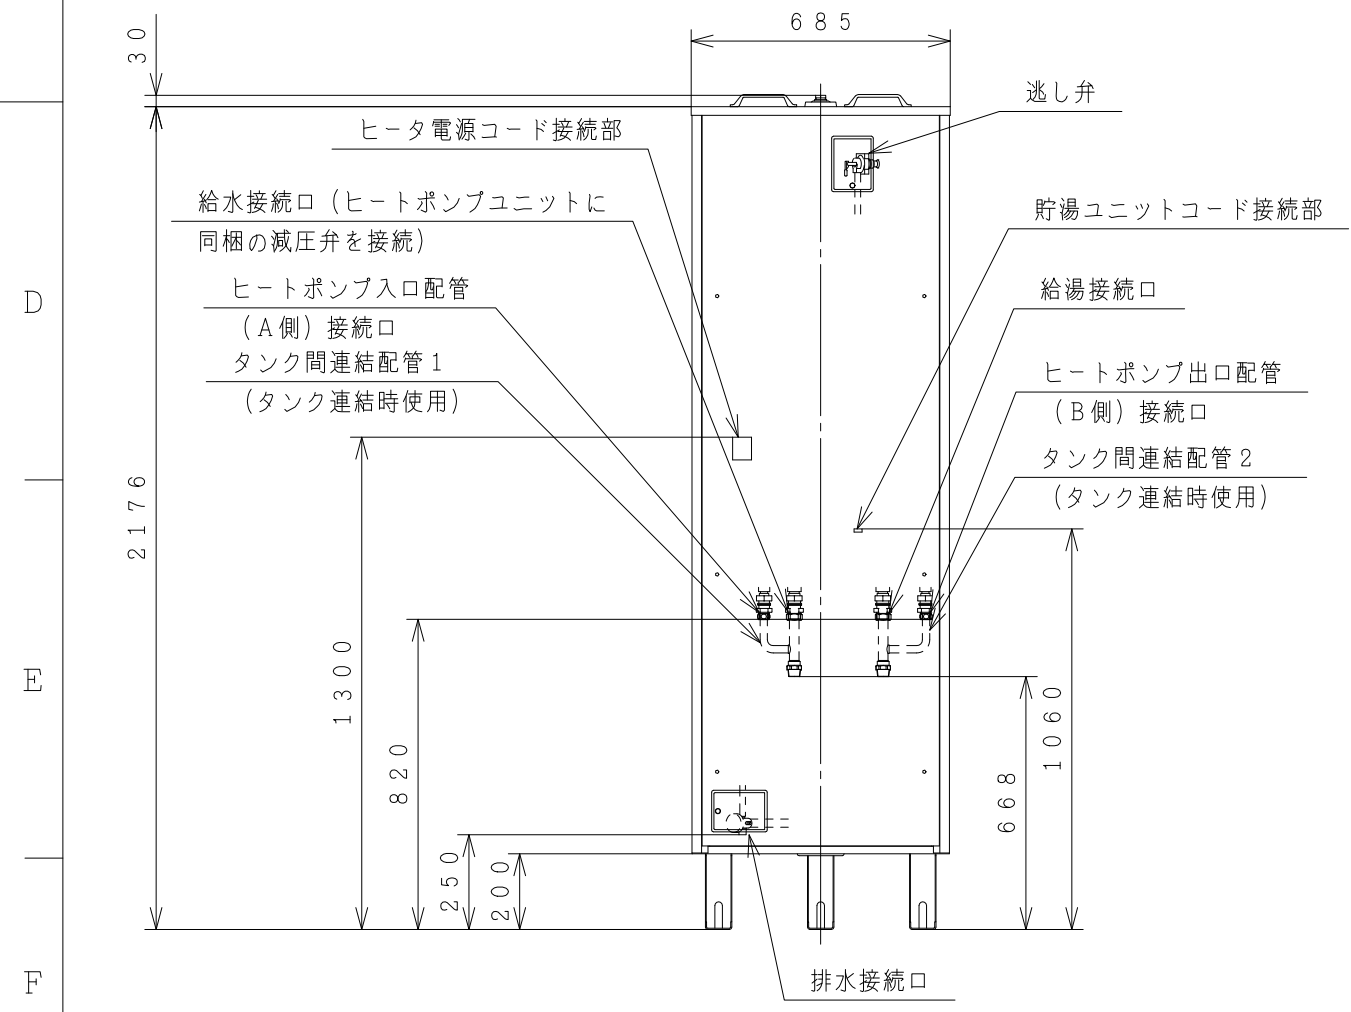 685
30
逃し弁
ヒータ電源コード接続部
給水接続口（ヒートポンプユニットに
同梱の減圧弁を接続）
貯湯ユニットコード接続部
ヒートポンプ入口配管
（A側）接続口
給湯接続口
D
タンク間連結配管1
（タンク連結時使用）
ヒートポンプ出口配管
（B側）接続口
タンク間連結配管2
（タンク連結時使用）
2176
1300
820
250
200
668
1060
E
排水接続口
F